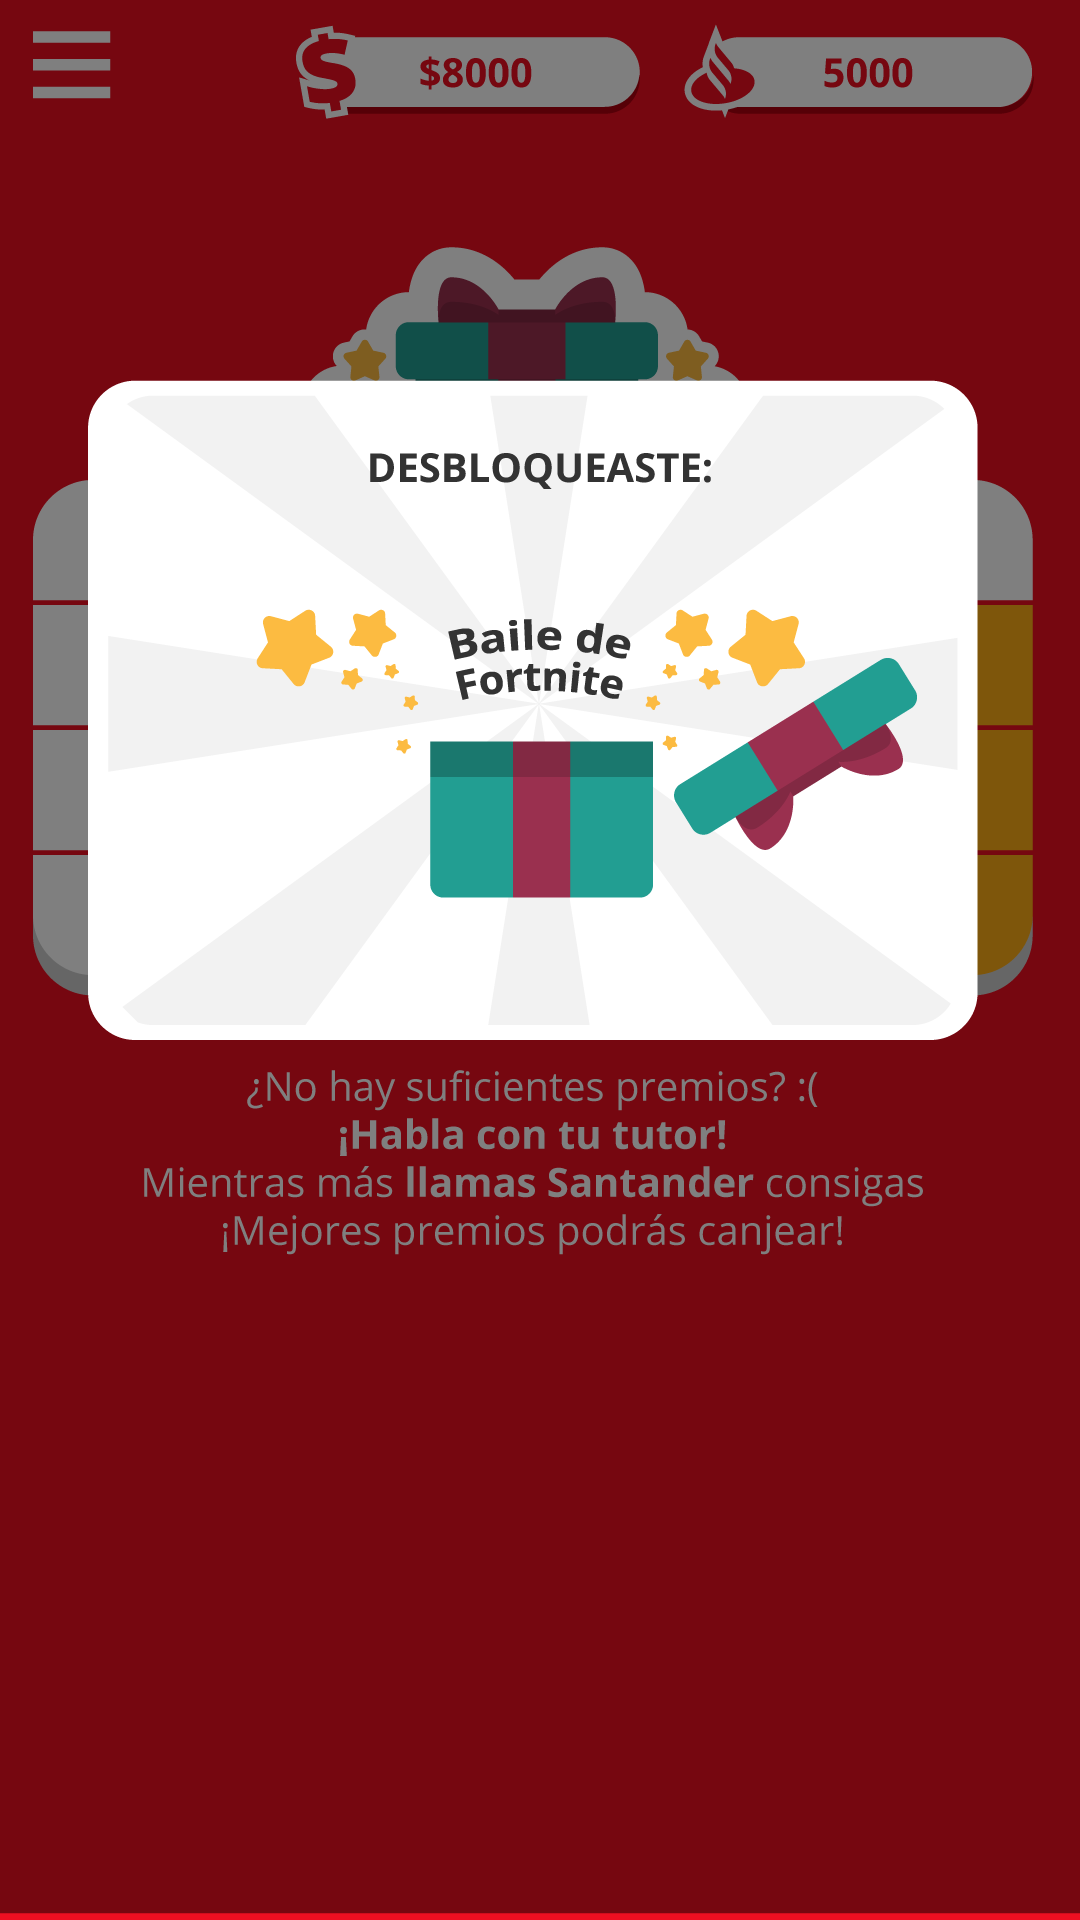 $8000
5000
DESBLOQUEASTE:
Baile de
Fortnite
¿No hay suficientes premios? :(
¡Habla con tu tutor!
Mientras más llamas Santander consigas
¡Mejores premios podrás canjear!